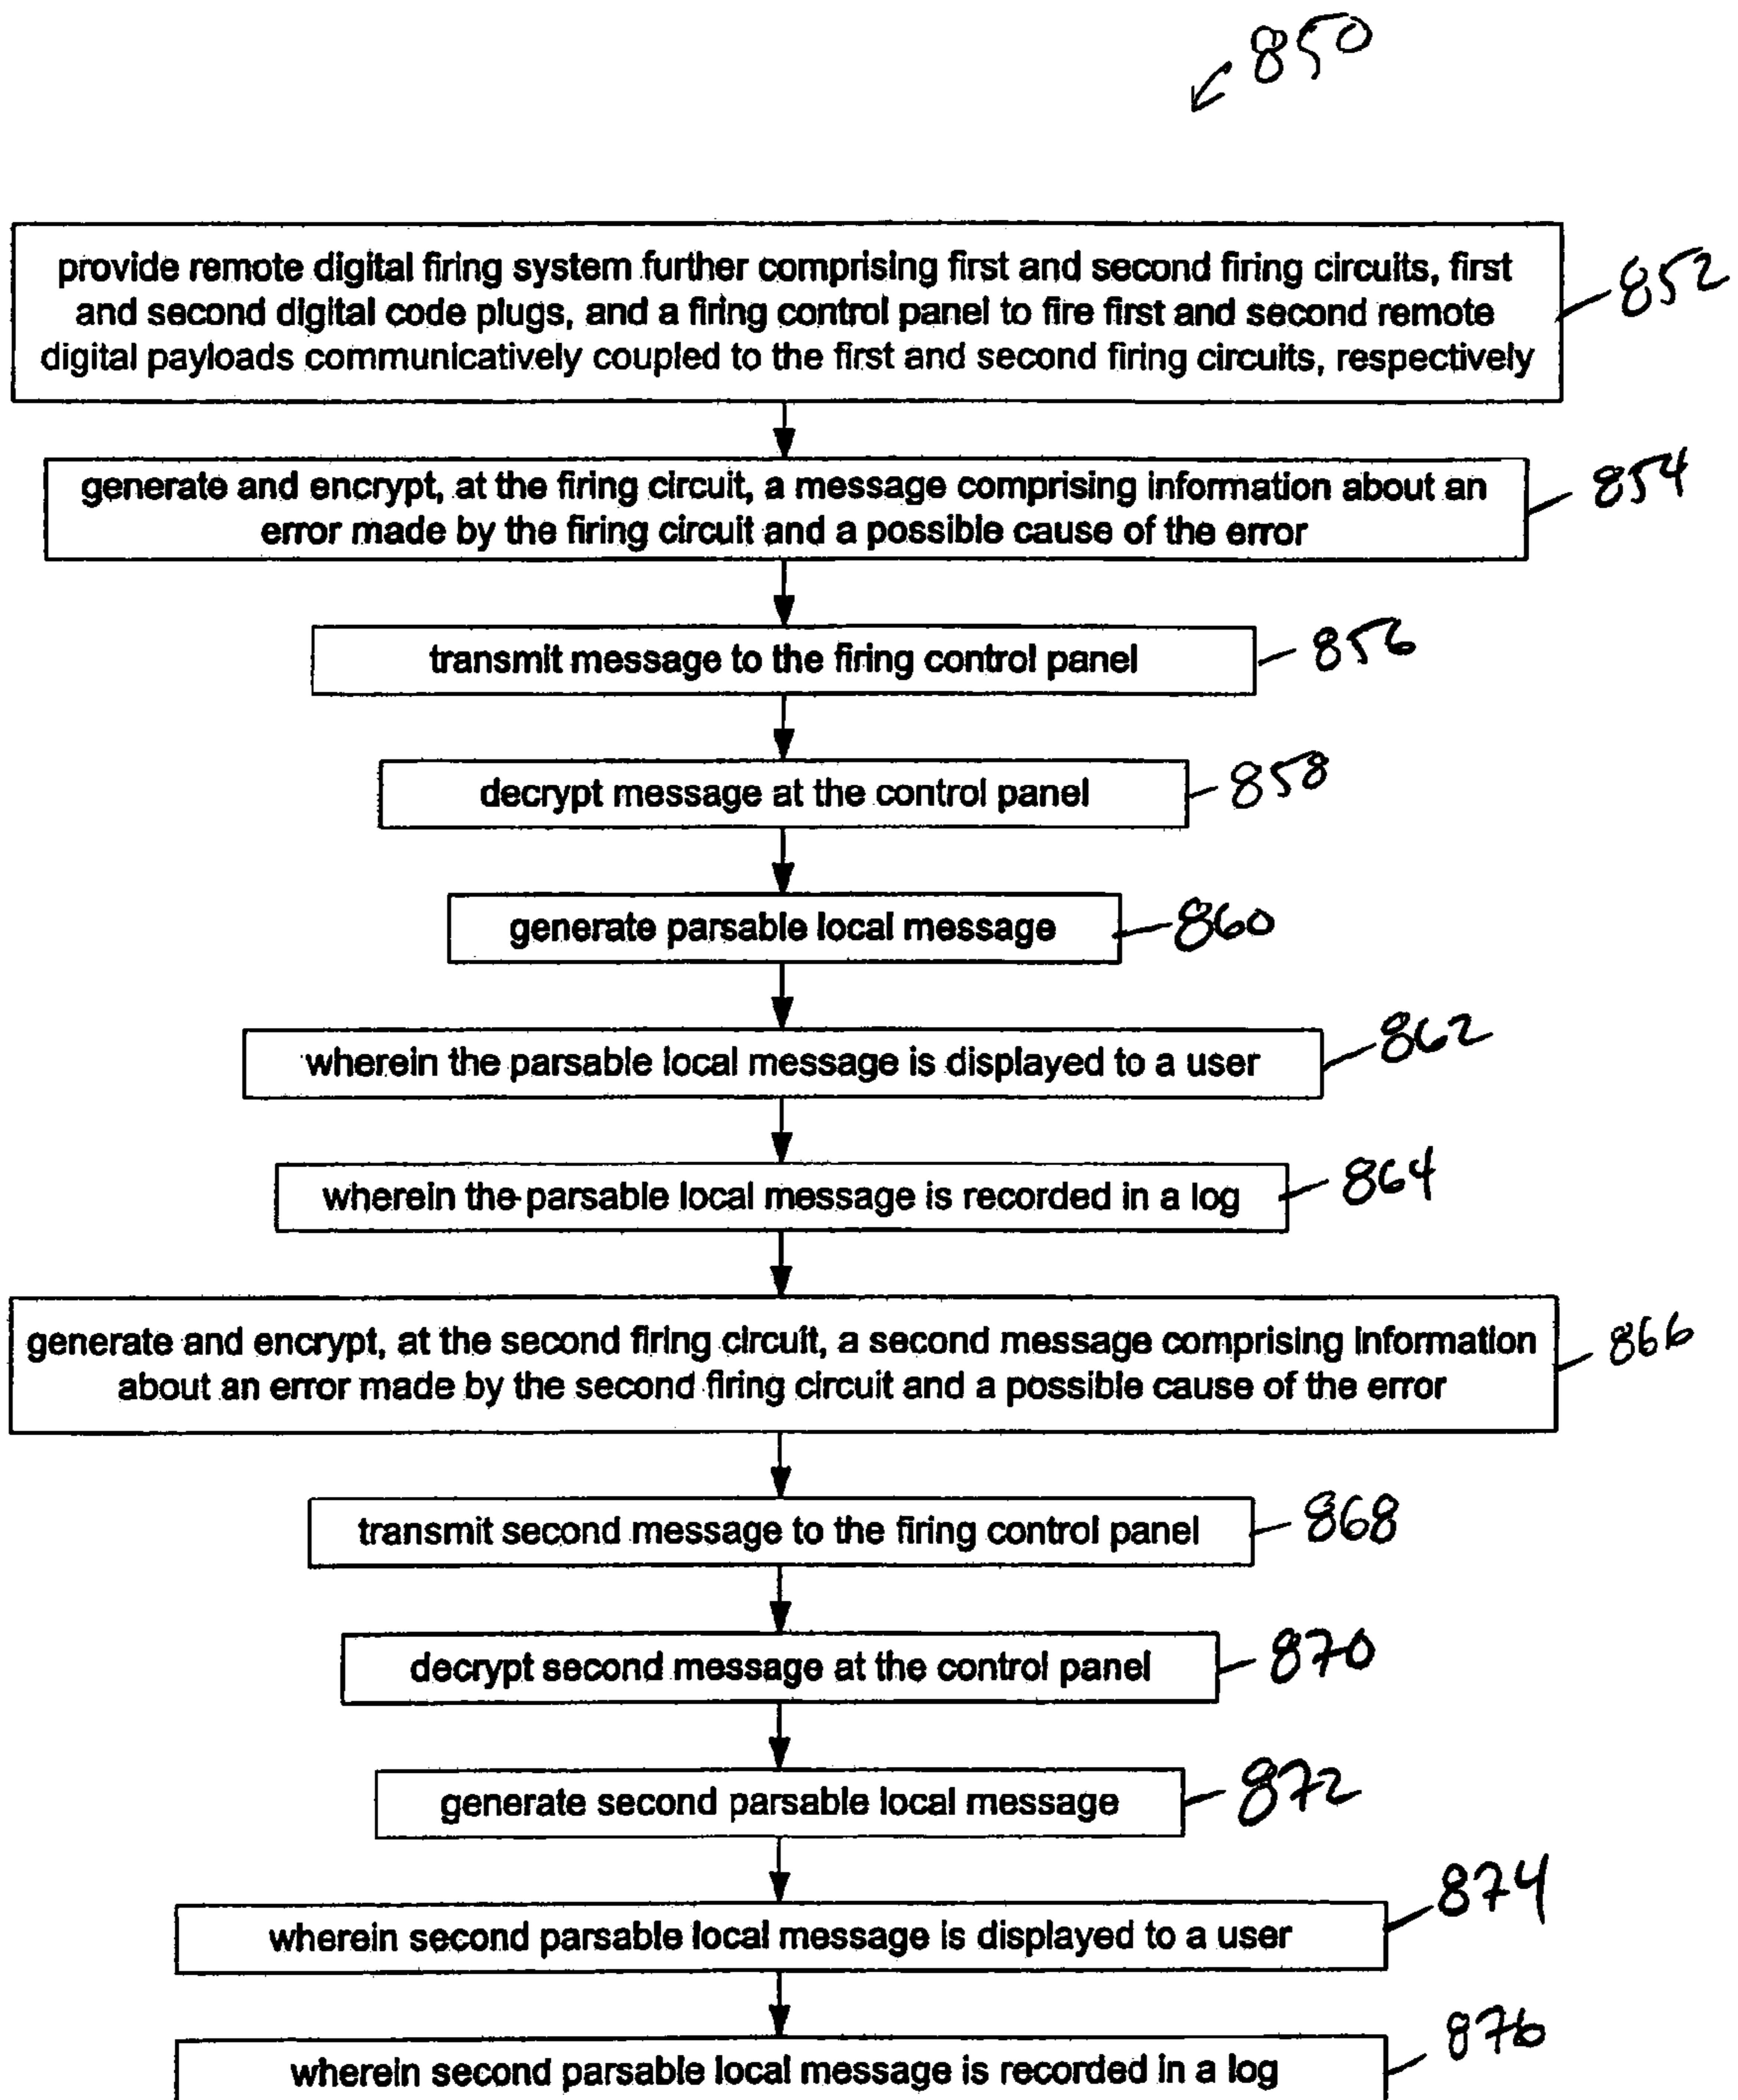 850
provide remote digital firing system further comprising first and second firing circuits, first
and second digital code plugs, and a firing control panel to fire first and second remote
digital payloads communicatively coupled to the first and second firing circuits, respectively
852
generate and encrypt, at the firing circuit, a message comprising information about an
error made by the firing circuit and a possible cause of the error
854
transmit message to the firing control panel
856
decrypt message at the control panel
858
generate parsable local message
860
wherein the parsable local message is displayed to a user
862
wherein the parsable local message is recorded in a log
864
generate and encrypt, at the second firing circuit, a second message comprising information
about an error made by the second firing circuit and a possible cause of the error
866
transmit second message to the firing control panel
868
decrypt second message at the control panel
870
generate second parsable local message
872
wherein second parsable local message is displayed to a user
874
wherein second parsable local message is recorded in a log
876